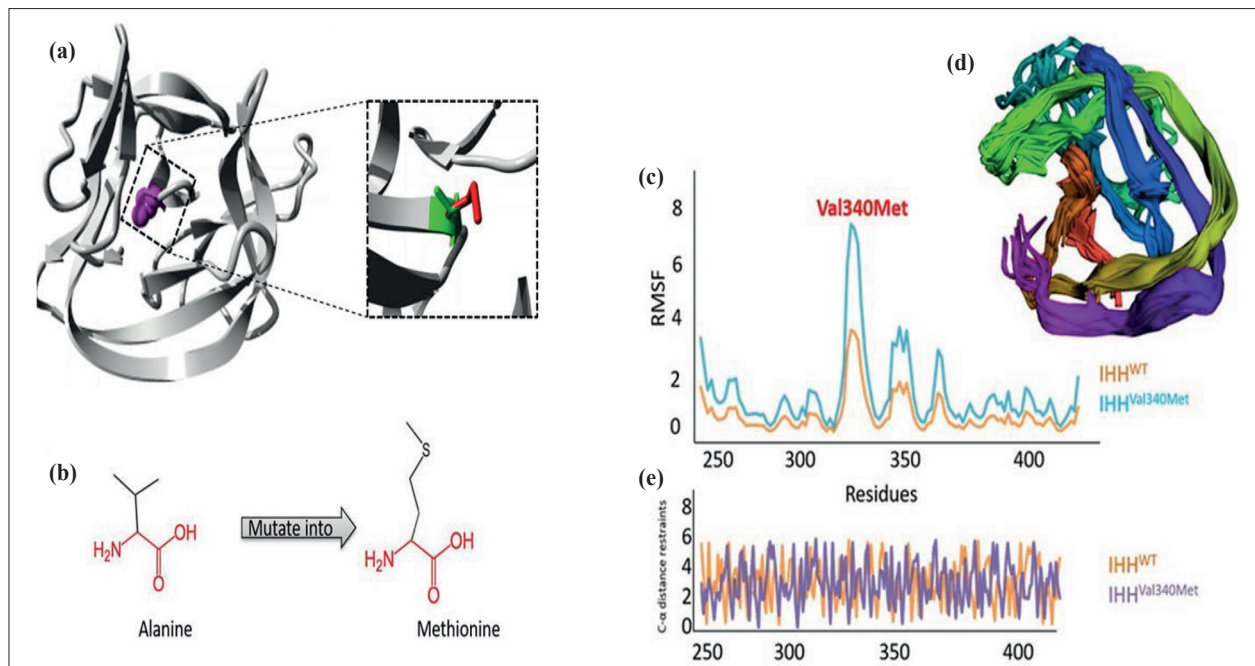 (a)
(b)
Mutate into
S
H₂N
OH
O
H₂N
OH
O
Alanine
Methionine
(c)
RMSF
8
6
4
2
0
Val340Met
250 300 350 400
Residues
IHH^WT
IHH^Val340Met
(d)
(e)
C-α distance restraints
8
6
4
2
0
250 300 350 400
IHH^WT
IHH^Val340Met